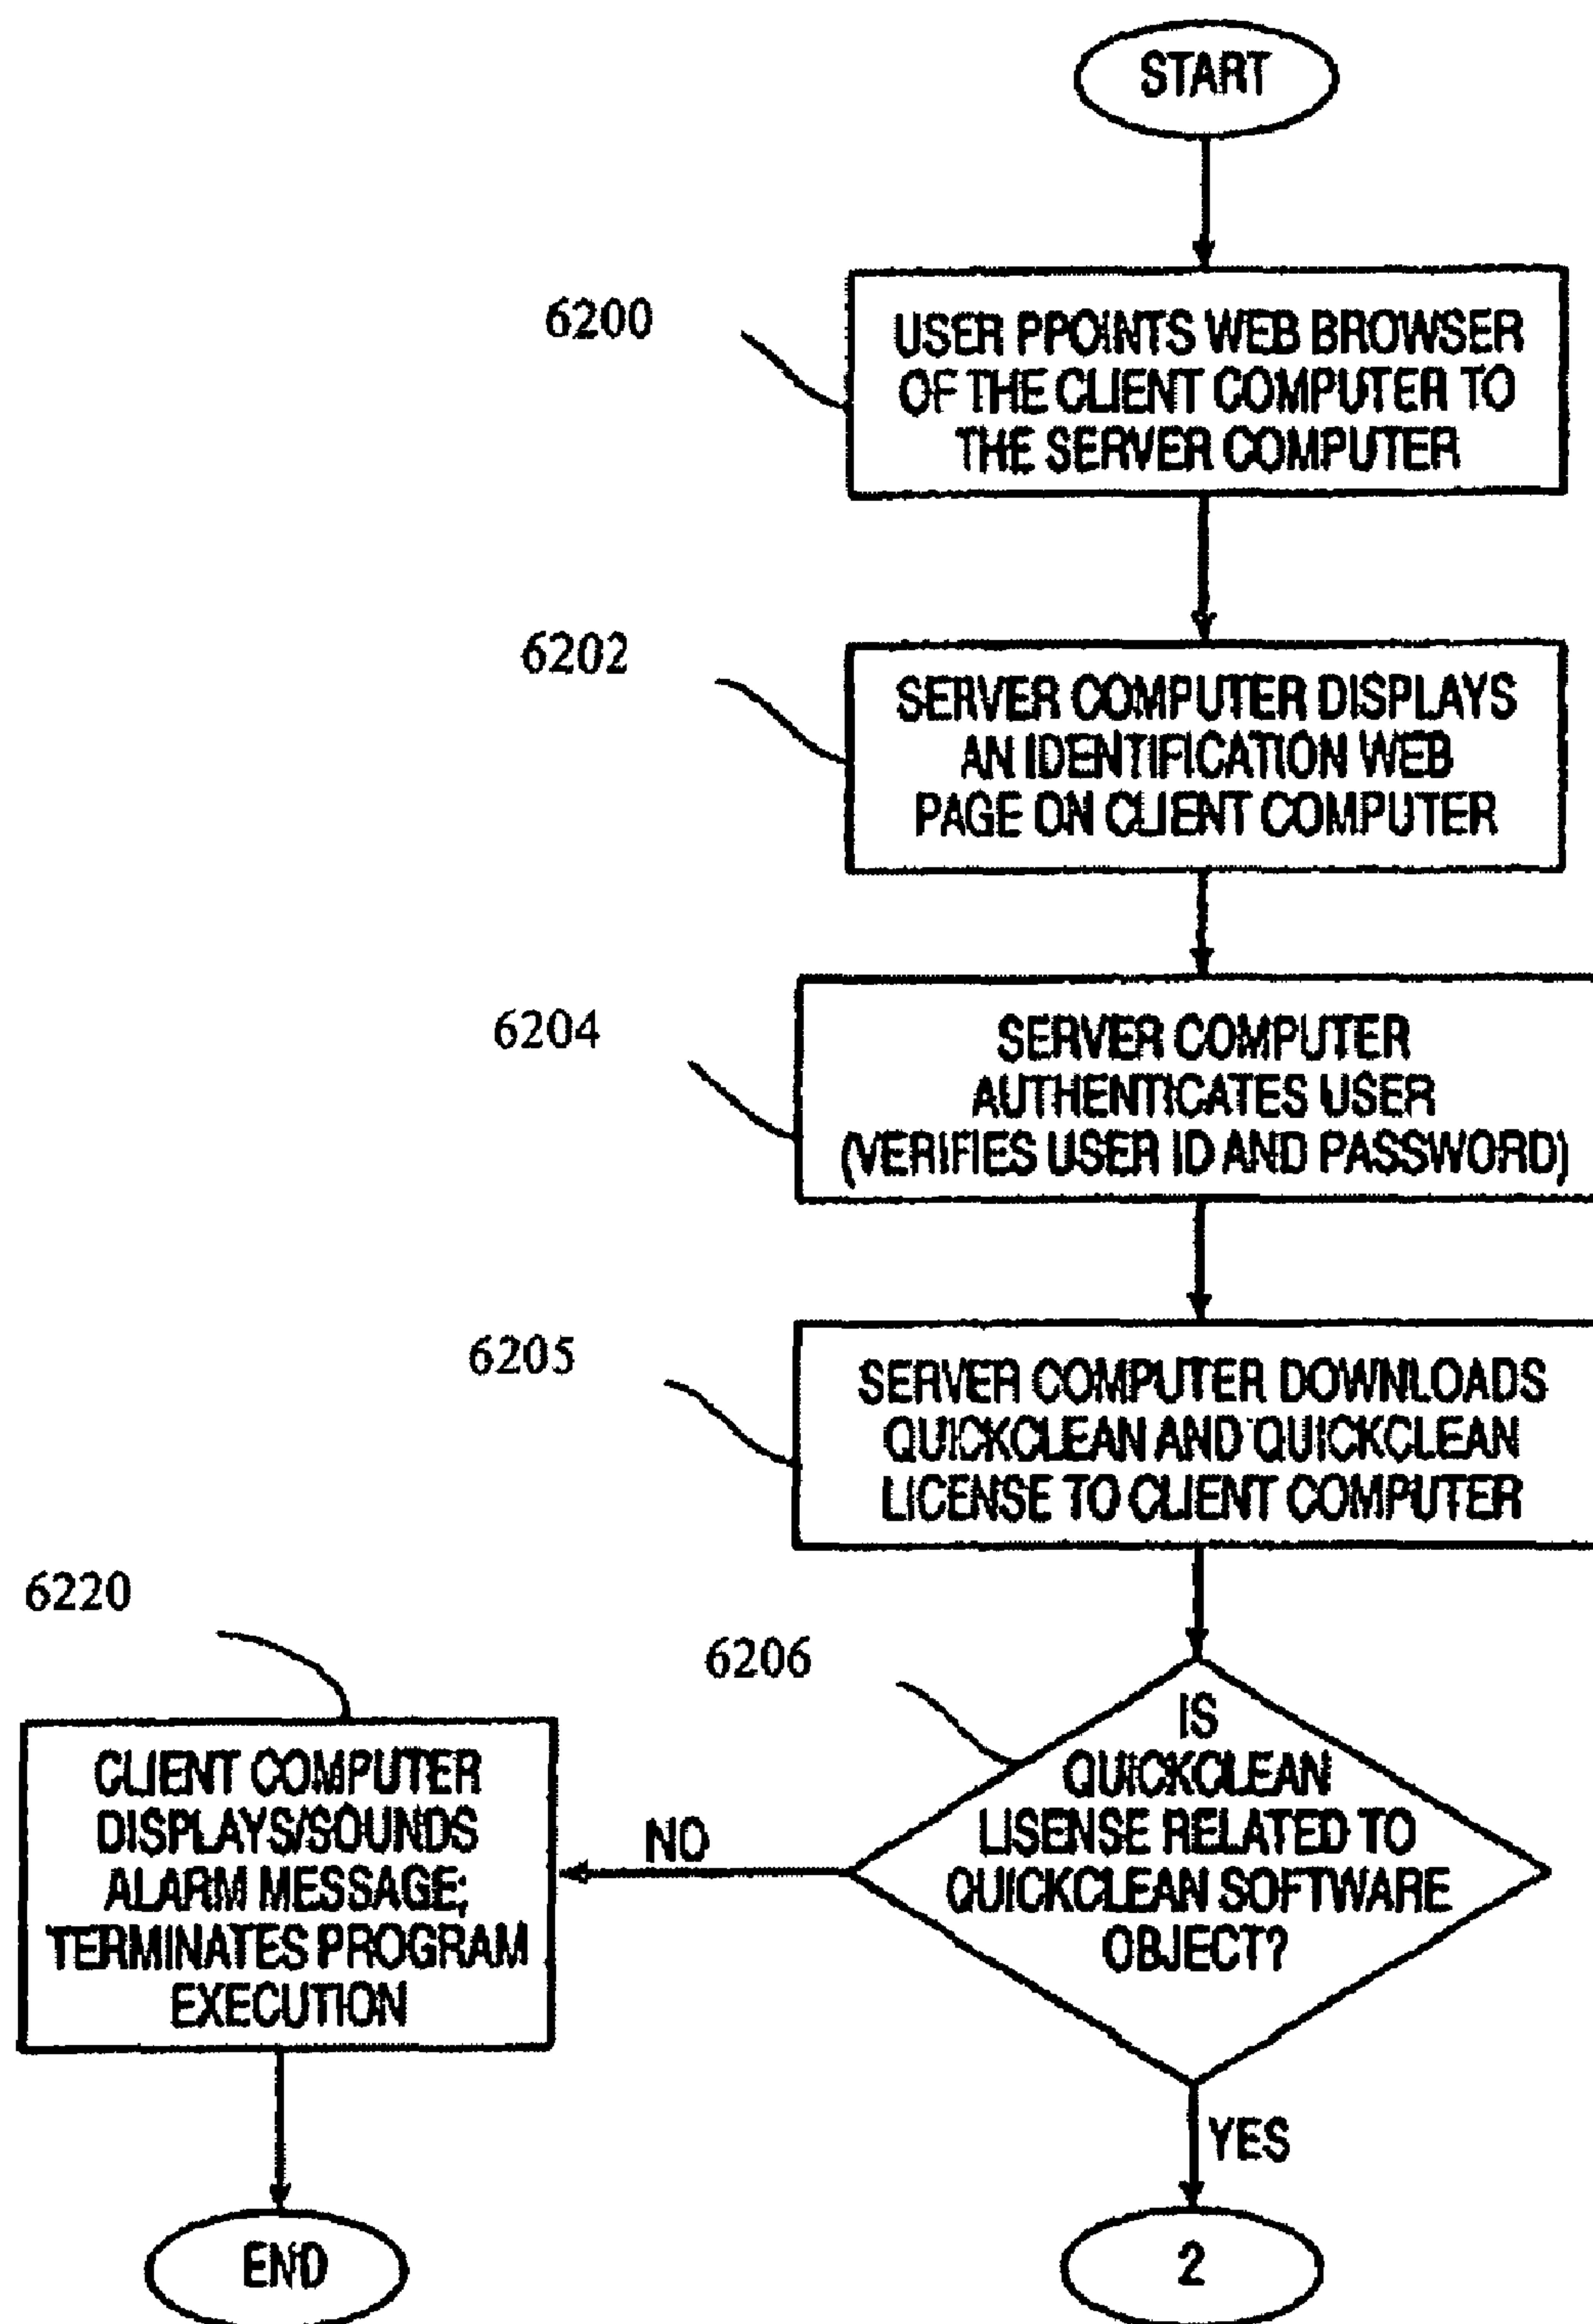 START
6200
USER PPOINTS WEB BROWSER
OF THE CLIENT COMPUTER TO
THE SERVER COMPUTER
6202
SERVER COMPUTER DISPLAYS
AN IDENTIFICATION WEB
PAGE ON CLIENT COMPUTER
6204
SERVER COMPUTER
AUTHENTICATES USER
(VERIFIES USER ID AND PASSWORD)
6205
SERVER COMPUTER DOWNLOADS
QUICKCLEAN AND QUICKCLEAN
LICENSE TO CLIENT COMPUTER
6206
IS
QUICKCLEAN
LISENSE RELATED TO
QUICKCLEAN SOFTWARE
OBJECT?
NO
6220
CLIENT COMPUTER
DISPLAYS/SOUNDS
ALARM MESSAGE;
TERMINATES PROGRAM
EXECUTION
END
YES
2